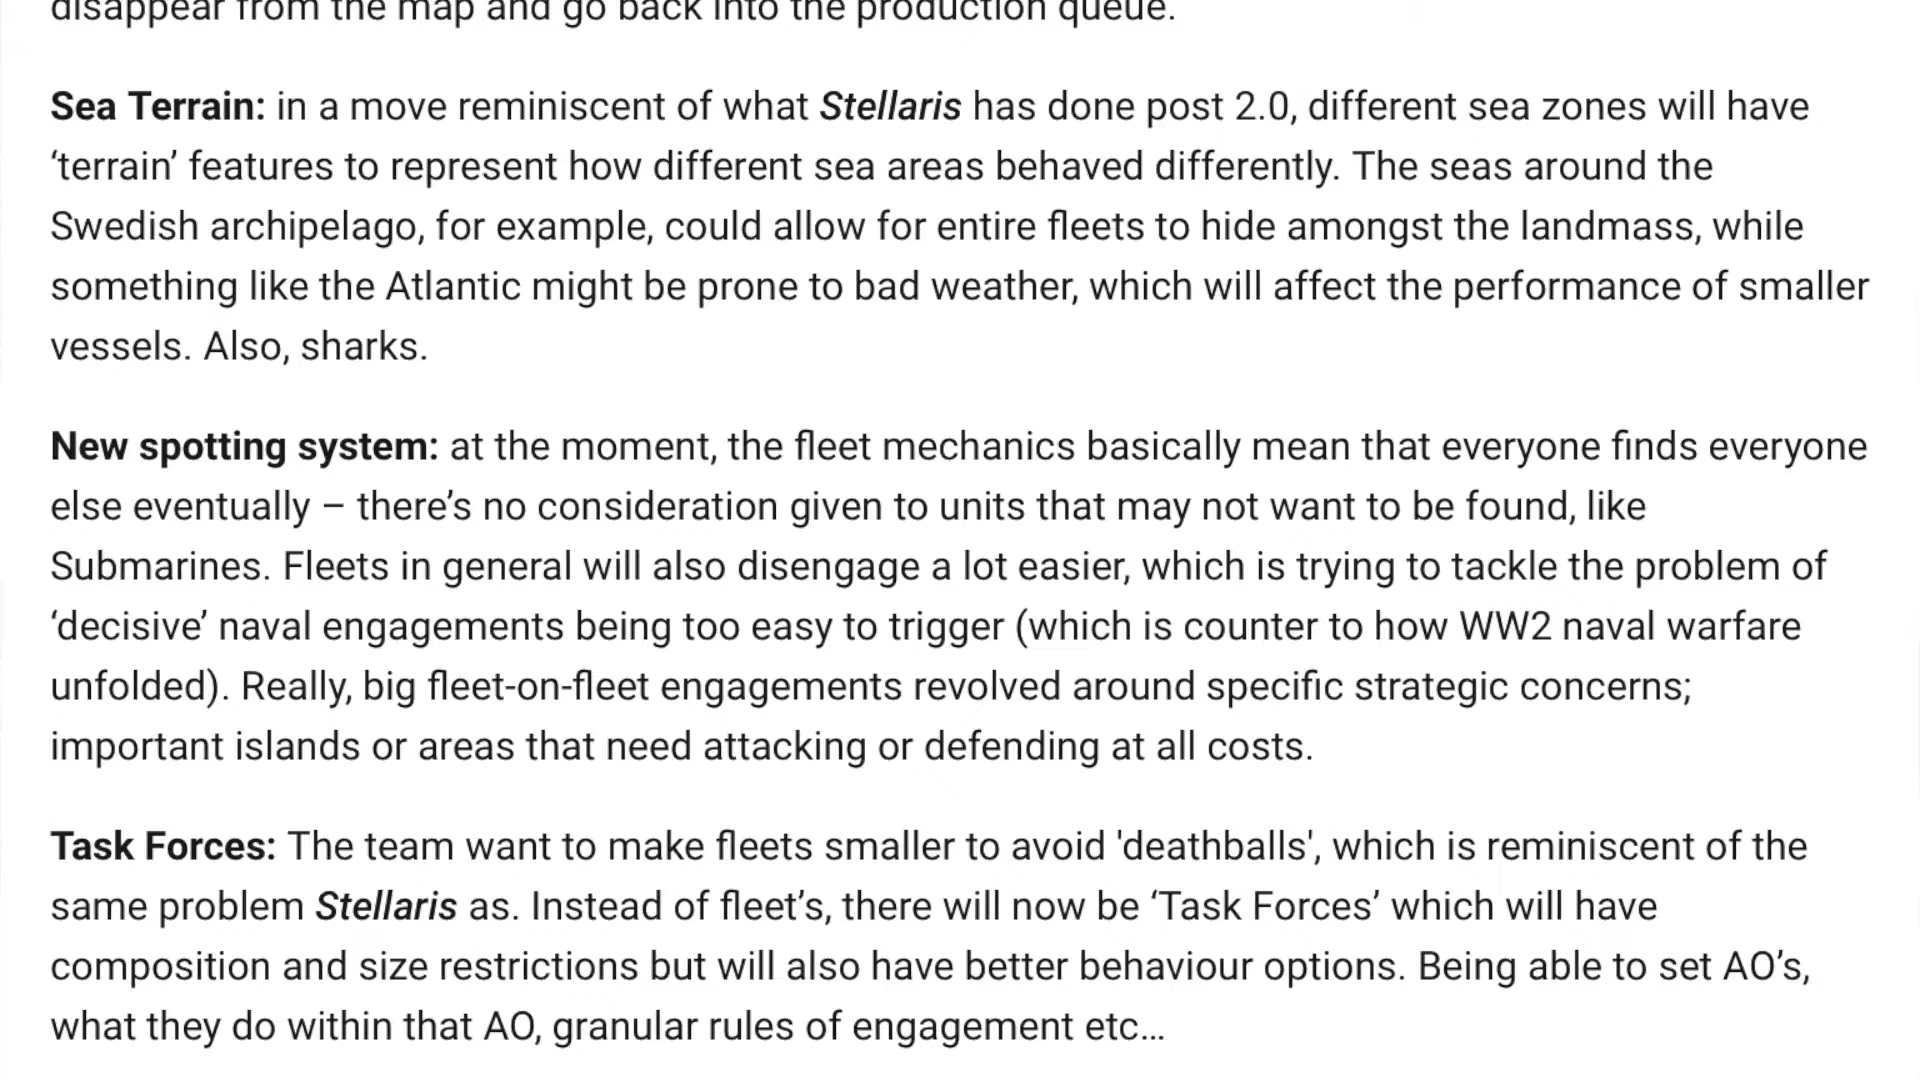 disappear from the map and go back into the production queue.
Sea Terrain: in a move reminiscent of what Stellaris has done post 2.0, different sea zones will have
‘terrain’ features to represent how different sea areas behaved differently. The seas around the
Swedish archipelago, for example, could allow for entire fleets to hide amongst the landmass, while
something like the Atlantic might be prone to bad weather, which will affect the performance of smaller
vessels. Also, sharks.
New spotting system: at the moment, the fleet mechanics basically mean that everyone finds everyone
else eventually – there’s no consideration given to units that may not want to be found, like
Submarines. Fleets in general will also disengage a lot easier, which is trying to tackle the problem of
‘decisive’ naval engagements being too easy to trigger (which is counter to how WW2 naval warfare
unfolded). Really, big fleet-on-fleet engagements revolved around specific strategic concerns;
important islands or areas that need attacking or defending at all costs.
Task Forces: The team want to make fleets smaller to avoid 'deathballs', which is reminiscent of the
same problem Stellaris as. Instead of fleet’s, there will now be ‘Task Forces’ which will have
composition and size restrictions but will also have better behaviour options. Being able to set AO’s,
what they do within that AO, granular rules of engagement etc…